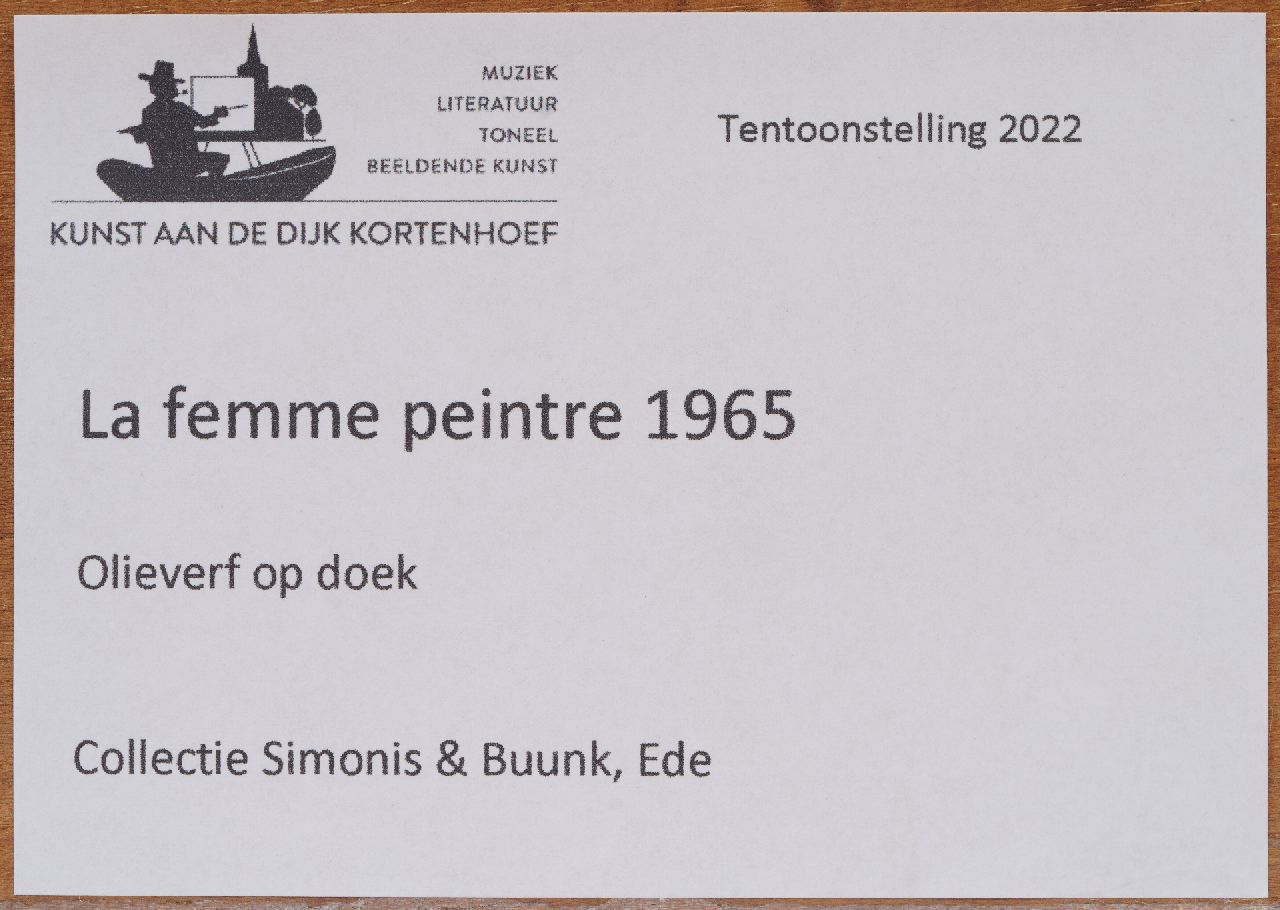 MUZIEK
LITERATUUR
TONEEL
BEELDENDE KUNST
KUNST AAN DE DIJK KORTENHOEF
Tentoonstelling 2022
La femme peintre 1965
Olieverf op doek
Collectie Simonis & Buunk, Ede